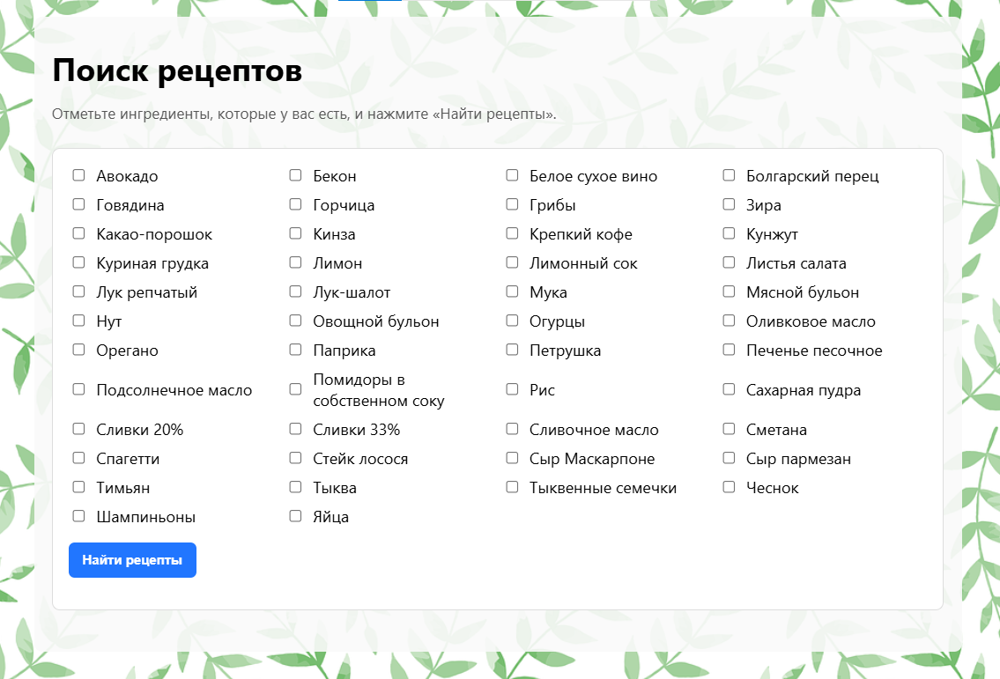 Поиск рецептов
Отметьте ингредиенты, которые у вас есть, и нажмите «Найти рецепты».
Авокадо Бекон Белое сухое вино Болгарский перец
Говядина Горчица Грибы Зира
Какао-порошок Кинза Крепкий кофе Кунжут
Куриная грудка Лимон Лимонный сок Листья салата
Лук репчатый Лук-шалот Мука Мясной бульон
Нут Овощной бульон Огурцы Оливковое масло
Орегано Паприка Петрушка Печенье песочное
Подсолнечное масло Помидоры в собственном соку Рис Сахарная пудра
Сливки 20% Сливки 33% Сливочное масло Сметана
Спагетти Стейк лосося Сыр Маскарпоне Сыр пармезан
Тимьян Тыква Тыквенные семечки Чеснок
Шампиньоны Яйца
Найти рецепты